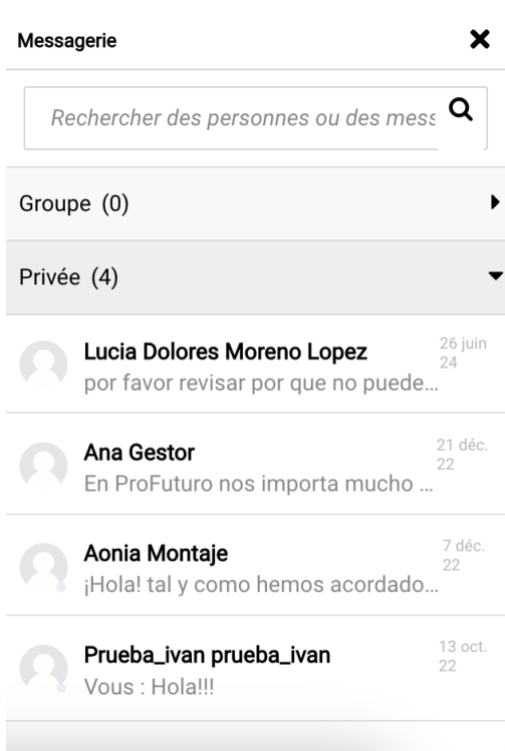 Messagerie
Rechercher des personnes ou des mess
Groupe (0)
Privée (4)
Lucia Dolores Moreno Lopez
26 juin
24
por favor revisar por que no puede...
Ana Gestor
21 déc.
22
En ProFuturo nos importa mucho ...
Aonia Montaje
7 déc.
22
¡Hola! tal y como hemos acordado...
Prueba_ivan prueba_ivan
13 oct.
22
Vous : Hola!!!